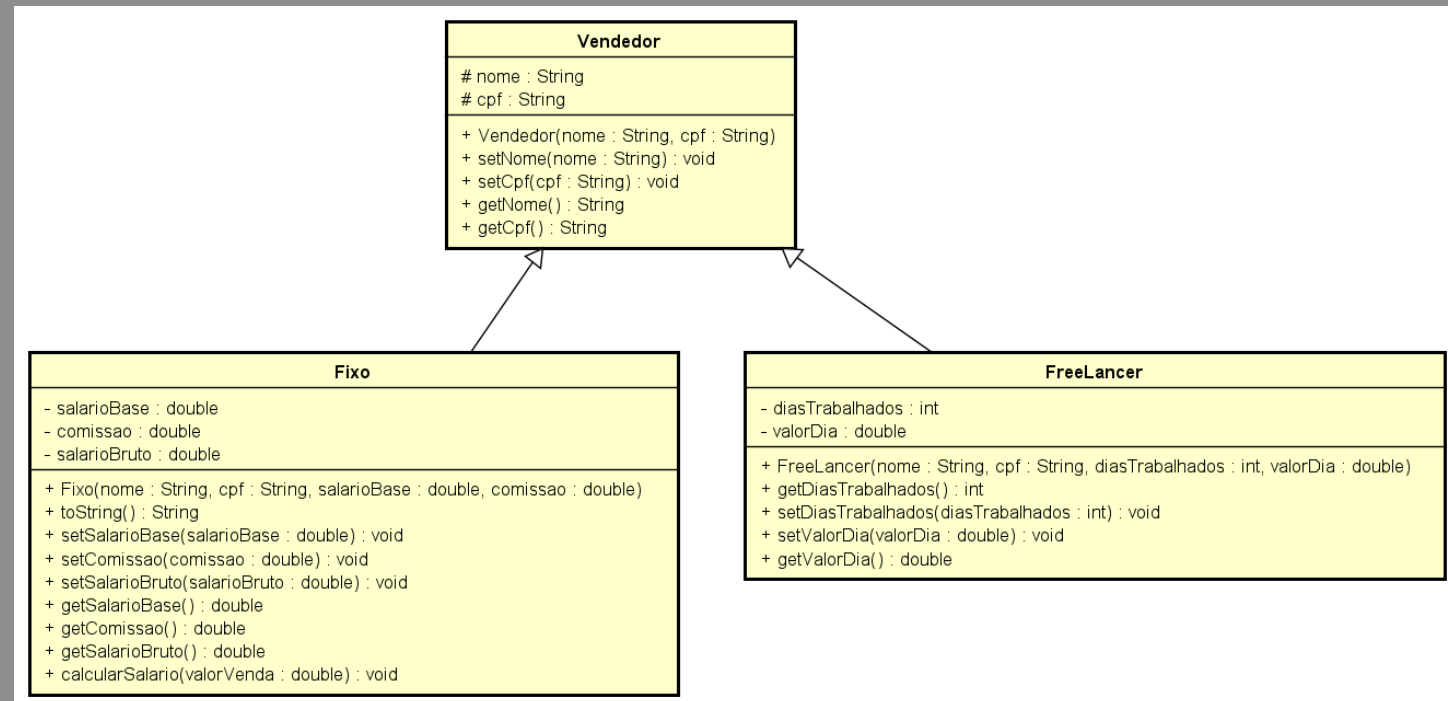 Vendedor
# nome : String
# cpf : String
+ Vendedor(nome : String, cpf : String)
+ setNome(nome : String) : void
+ setCpf(cpf : String) : void
+ getNome() : String
+ getCpf() : String
Fixo
- salarioBase : double
- comissao : double
- salarioBruto : double
+ Fixo(nome : String, cpf : String, salarioBase : double, comissao : double)
+ toString() : String
+ setSalarioBase(salarioBase : double) : void
+ setComissao(comissao : double) : void
+ setSalarioBruto(salarioBruto : double) : void
+ getSalarioBase() : double
+ getComissao() : double
+ getSalarioBruto() : double
+ calcularSalario(valorVenda : double) : void
FreeLancer
- diasTrabalhados : int
- valorDia : double
+ FreeLancer(nome : String, cpf : String, diasTrabalhados : int, valorDia : double)
+ getDiasTrabalhados() : int
+ setDiasTrabalhados(diasTrabalhados : int) : void
+ setValorDia(valorDia : double) : void
+ getValorDia() : double